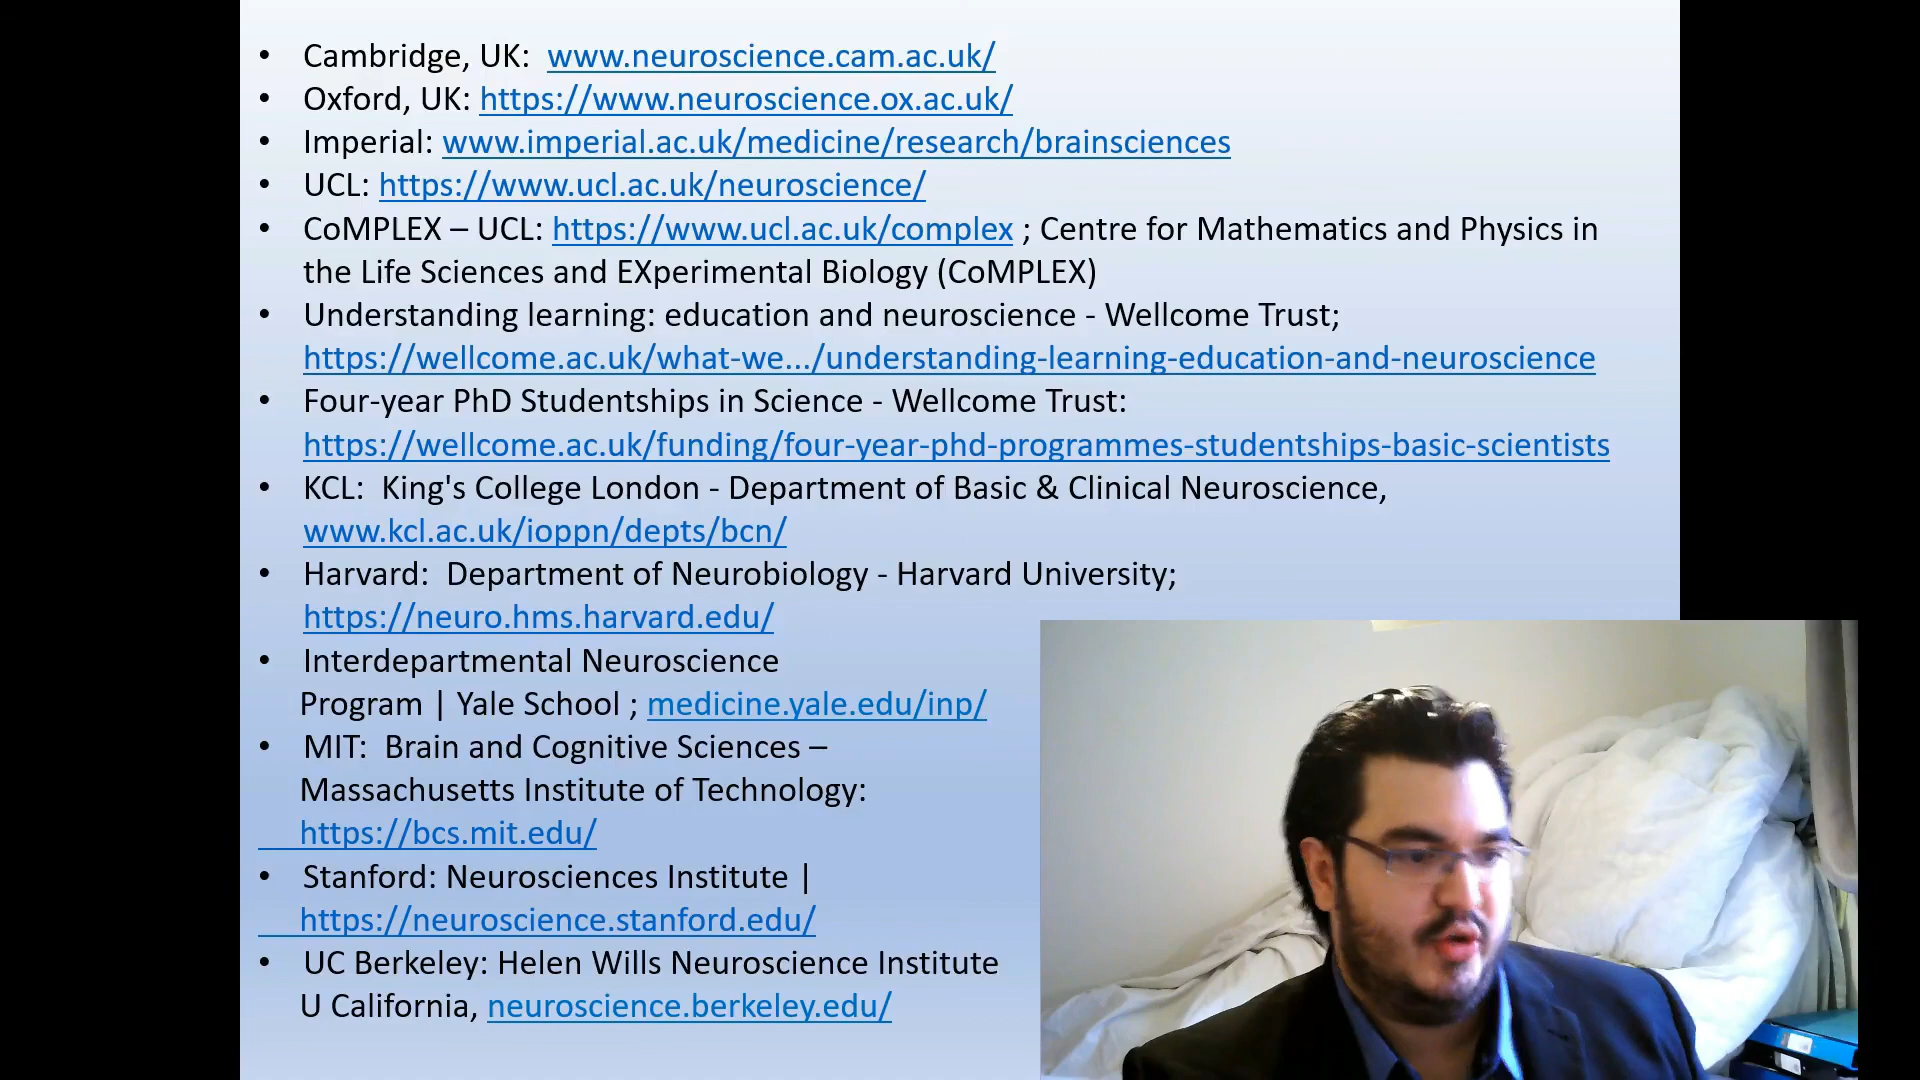 • Cambridge, UK:  www.neuroscience.cam.ac.uk/
• Oxford, UK: https://www.neuroscience.ox.ac.uk/
• Imperial: www.imperial.ac.uk/medicine/research/brainsciences
• UCL: https://www.ucl.ac.uk/neuroscience/
• CoMPLEX – UCL: https://www.ucl.ac.uk/complex ; Centre for Mathematics and Physics in
the Life Sciences and EXperimental Biology (CoMPLEX)
• Understanding learning: education and neuroscience - Wellcome Trust;
https://wellcome.ac.uk/what-we.../understanding-learning-education-and-neuroscience
• Four-year PhD Studentships in Science - Wellcome Trust:
https://wellcome.ac.uk/funding/four-year-phd-programmes-studentships-basic-scientists
• KCL:  King's College London - Department of Basic & Clinical Neuroscience,
www.kcl.ac.uk/ioppn/depts/bcn/
• Harvard:  Department of Neurobiology - Harvard University;
https://neuro.hms.harvard.edu/
• Interdepartmental Neuroscience
Program | Yale School ; medicine.yale.edu/inp/
• MIT:  Brain and Cognitive Sciences –
Massachusetts Institute of Technology:
https://bcs.mit.edu/
• Stanford: Neurosciences Institute |
https://neuroscience.stanford.edu/
• UC Berkeley: Helen Wills Neuroscience Institute
U California, neuroscience.berkeley.edu/